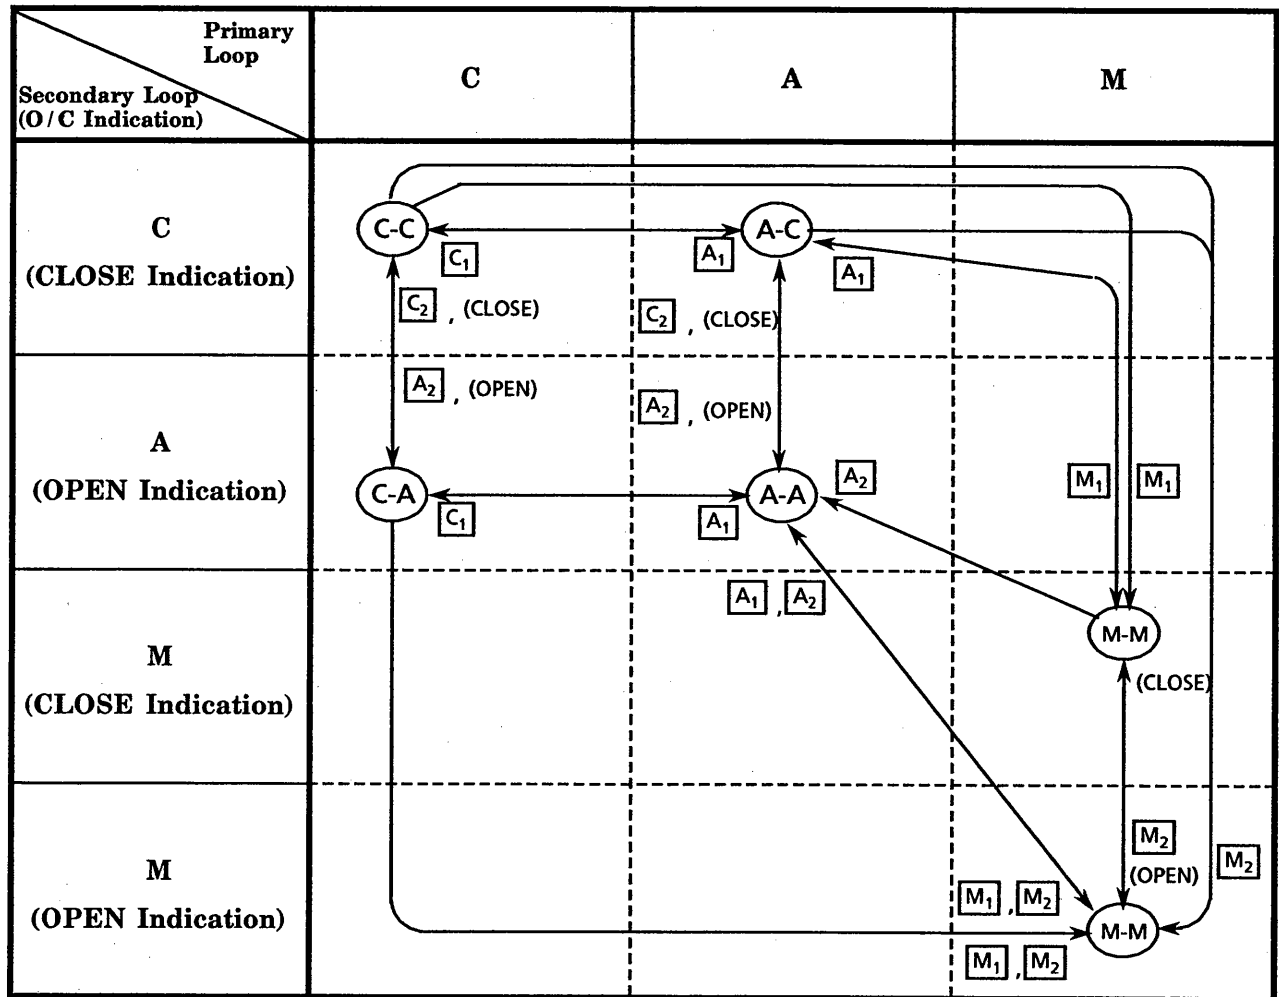 Primary
Loop
Secondary Loop
(O / C Indication)
C
A
M
C
(CLOSE Indication)
C-C
A-C
C1
A1
A1
C2 , (CLOSE)
C2 , (CLOSE)
A2 , (OPEN)
A2 , (OPEN)
A
(OPEN Indication)
C-A
A-A
A2
M1
M1
C1
A1
A1 , A2
M
(CLOSE Indication)
M-M
(CLOSE)
M
(OPEN Indication)
M2
(OPEN)
M2
M1 , M2
M-M
M1 , M2